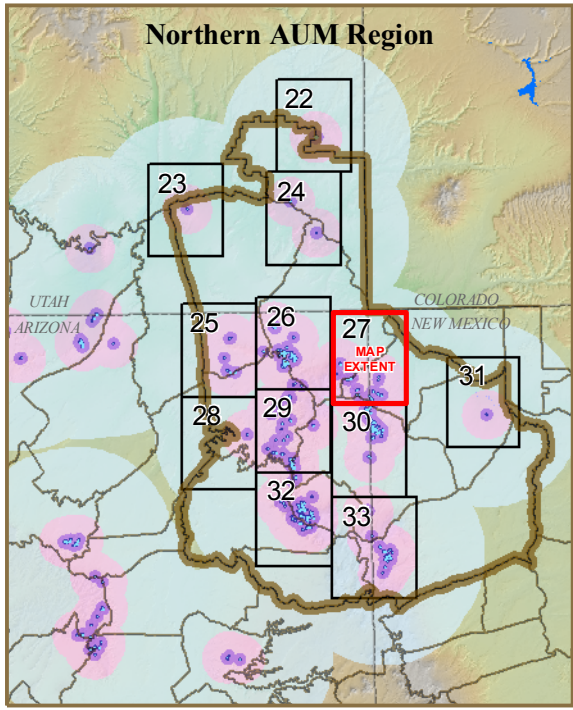 Northern AUM Region
22
23
24
UTAH
ARIZONA
COLORADO
NEW MEXICO
25
26
27
MAP
EXTENT
31
28
29
30
32
33